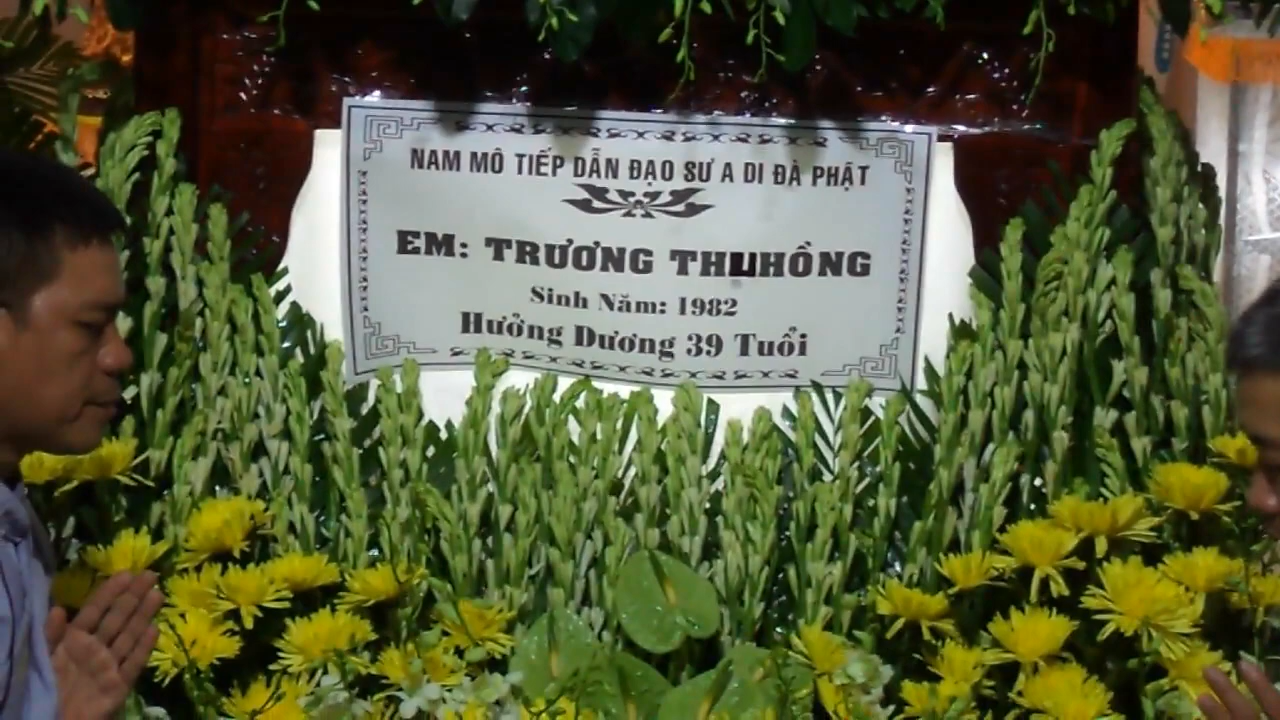 NAM MÔ TIẾP DẪN ĐẠO SƯ A DI ĐÀ PHẬT
EM: TRƯƠNG THU HỒNG
Sinh Năm: 1982
Hưởng Dương 39 Tuổi